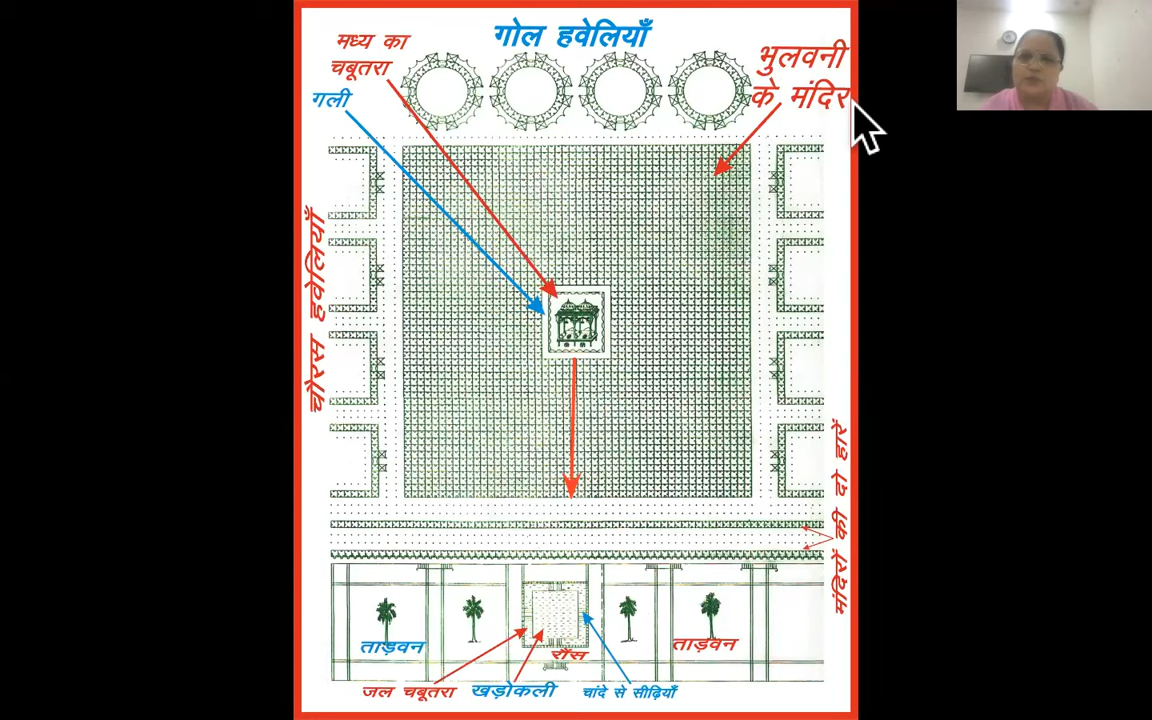 गोल हवेलियाँ
मध्य का
चबूतरा
भुलवनी
के मंदिर
गली
चोरस हवेलियाँ
मंदिरों की दो हारें
ताड़वन
ताड़वन
रौंस
जल चबूतरा
खड़ोकली
चांदे से सीढ़ियाँ